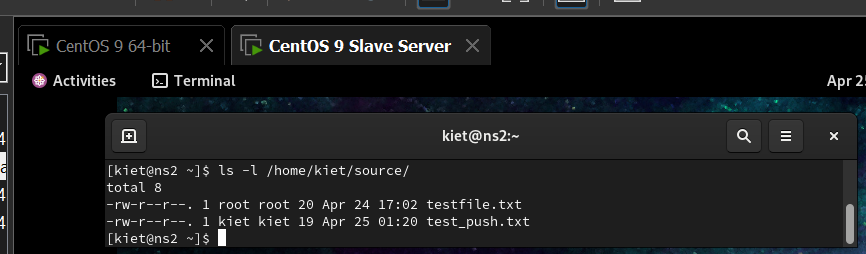 CentOS 9 64-bit
CentOS 9 Slave Server
Activities
Terminal
Apr 25
kiet@ns2:~
[kiet@ns2 ~]$ ls -l /home/kiet/source/
total 8
-rw-r--r--. 1 root root 20 Apr 24 17:02 testfile.txt
-rw-r--r--. 1 kiet kiet 19 Apr 25 01:20 test_push.txt
[kiet@ns2 ~]$